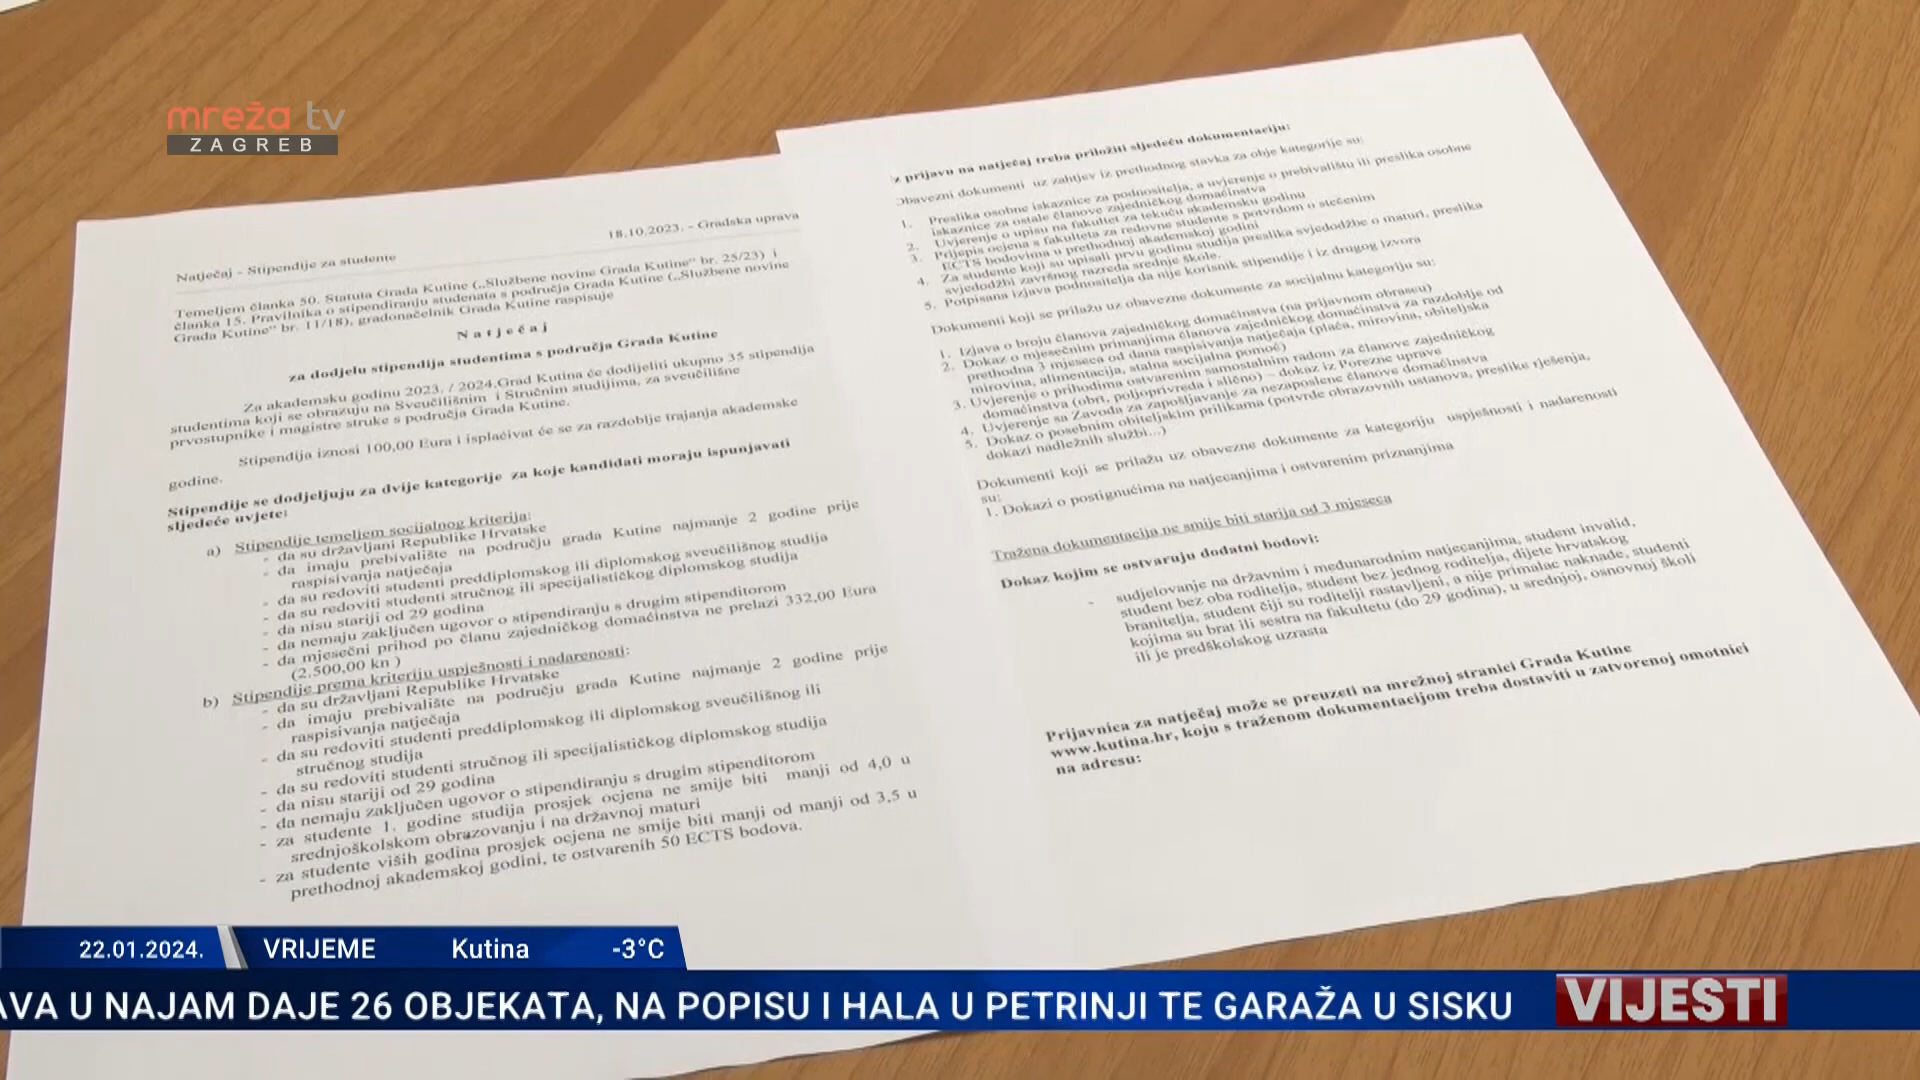 mreža tv
ZAGREB
18.10.2023. - Gradska uprava
Natječaj - Stipendije za studente
Temeljem članka 50. Statuta Grada Kutine („Službene novine Grada Kutine“ br. 25/23) i
članka 15. Pravilnika o stipendiranju studenata s područja Grada Kutine („Službene novine
Grada Kutine“ br. 11/18), gradonačelnik Grada Kutine raspisuje
N a t j e č a j
za dodjelu stipendija studentima s područja Grada Kutine
Za akademsku godinu 2023. / 2024.Grad Kutina će dodijeliti ukupno 35 stipendija
studentima koji se obrazuju na Sveučilišnim i Stručnim studijima, za sveučilišne
prvostupnike i magistre struke s područja Grada Kutine.
Stipendija iznosi 100,00 Eura i isplaćivat će se za razdoblje trajanja akademske
godine.
Stipendije se dodjeljuju za dvije kategorije za koje kandidati moraju ispunjavati
sljedeće uvjete:
a) Stipendije temeljem socijalnog kriterija:
- da su državljani Republike Hrvatske
- da imaju prebivalište na području grada Kutine najmanje 2 godine prije
raspisivanja natječaja
- da su redoviti studenti preddiplomskog ili diplomskog sveučilišnog studija
- da su redoviti studenti stručnog ili specijalističkog diplomskog studija
- da nisu stariji od 29 godina
- da nemaju zaključen ugovor o stipendiranju s drugim stipenditorom
- da mjesečni prihod po članu zajedničkog domaćinstva ne prelazi 332,00 Eura
(2.500,00 kn )
b) Stipendije prema kriteriju uspješnosti i nadarenosti:
- da su državljani Republike Hrvatske
- da imaju prebivalište na području grada Kutine najmanje 2 godine prije
raspisivanja natječaja
- da su redoviti studenti preddiplomskog ili diplomskog sveučilišnog ili
stručnog studija
- da su redoviti studenti stručnog ili specijalističkog diplomskog studija
- da nisu stariji od 29 godina
- da nemaju zaključen ugovor o stipendiranju s drugim stipenditorom
- za studente 1. godine studija prosjek ocjena ne smije biti manji od 4,0 u
srednjoškolskom obrazovanju i na državnoj maturi
- za studente viših godina prosjek ocjena ne smije biti manji od manji od 3,5 u
prethodnoj akademskoj godini, te ostvarenih 50 ECTS bodova.
z prijavu na natječaj treba priložiti sljedeću dokumentaciju:
Obavezni dokumenti uz zahtjev iz prethodnog stavka za obje kategorije su:
1. Preslika osobne iskaznice za podnositelja, a uvjerenje o prebivalištu ili preslika osobne
iskaznice za ostale članove zajedničkog domaćinstva
2. Uvjerenje o upisu na fakultet za tekuću akademsku godinu
3. Prijepis ocjena s fakulteta za redovne studente s potvrdom o stečenim
ECTS bodovima u prethodnoj akademskoj godini
4. Za studente koji su upisali prvu godinu studija preslika svjedodžbe o maturi, preslika
svjedodžbi završnog razreda srednje škole.
5. Potpisana izjava podnositelja da nije korisnik stipendije i iz drugog izvora
Dokumenti koji se prilažu uz obavezne dokumente za socijalnu kategoriju su:
1. Izjava o broju članova zajedničkog domaćinstva (na prijavnom obrascu)
2. Dokaz o mjesečnim primanjima članova zajedničkog domaćinstva za razdoblje od
prethodna 3 mjeseca od dana raspisivanja natječaja (plaća, mirovina, obiteljska
mirovina, alimentacija, stalna socijalna pomoć)
3. Uvjerenje o prihodima ostvarenim samostalnim radom za članove zajedničkog
domaćinstva (obrt, poljoprivreda i slično) – dokaz iz Porezne uprave
4. Uvjerenje sa Zavoda za zapošljavanje za nezaposlene članove domaćinstva
5. Dokaz o posebnim obiteljskim prilikama (potvrde obrazovnih ustanova, preslike rješenja,
dokazi nadležnih službi...)
Dokumenti koji se prilažu uz obavezne dokumente za kategoriju uspješnosti i nadarenosti
su:
1. Dokazi o postignućima na natjecanjima i ostvarenim priznanjima
Tražena dokumentacija ne smije biti starija od 3 mjeseca
Dokaz kojim se ostvaruju dodatni bodovi:
- sudjelovanje na državnim i međunarodnim natjecanjima, student invalid,
student bez oba roditelja, student bez jednog roditelja, dijete hrvatskog
branitelja, student čiji su roditelji rastavljeni, a nije primalac naknade, studenti
kojima su brat ili sestra na fakultetu (do 29 godina), u srednjoj, osnovnoj školi
ili je predškolskog uzrasta
Prijavnica za natječaj može se preuzeti na mrežnoj stranici Grada Kutine
www.kutina.hr, koju s traženom dokumentacijom treba dostaviti u zatvorenoj omotnici
na adresu:
22.01.2024. VRIJEME Kutina -3°C
AVA U NAJAM DAJE 26 OBJEKATA, NA POPISU I HALA U PETRINJI TE GARAŽA U SISKU
VIJESTI